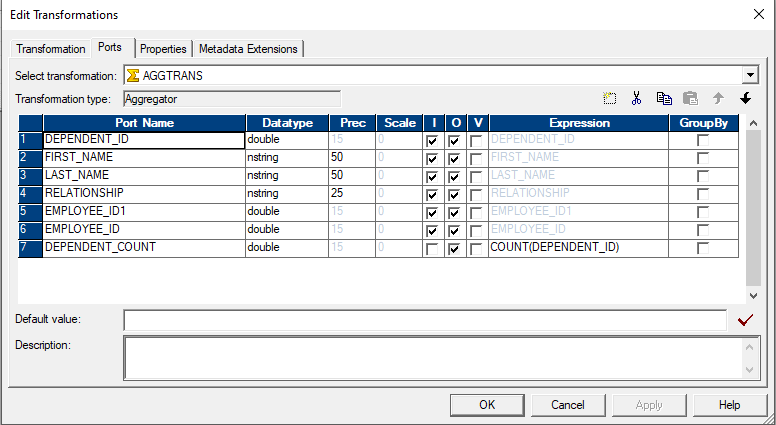 Edit Transformations
Transformation Ports Properties Metadata Extensions
Select transformation: AGGTRANS
Transformation type: Aggregator
Port Name Datatype Prec Scale I O V Expression GroupBy
1 DEPENDENT_ID double 15 0 DEPENDENT_ID
2 FIRST_NAME nstring 50 0 FIRST_NAME
3 LAST_NAME nstring 50 0 LAST_NAME
4 RELATIONSHIP nstring 25 0 RELATIONSHIP
5 EMPLOYEE_ID1 double 15 0 EMPLOYEE_ID1
6 EMPLOYEE_ID double 15 0 EMPLOYEE_ID
7 DEPENDENT_COUNT double 15 0 COUNT(DEPENDENT_ID)
Default value:
Description:
OK Cancel Apply Help